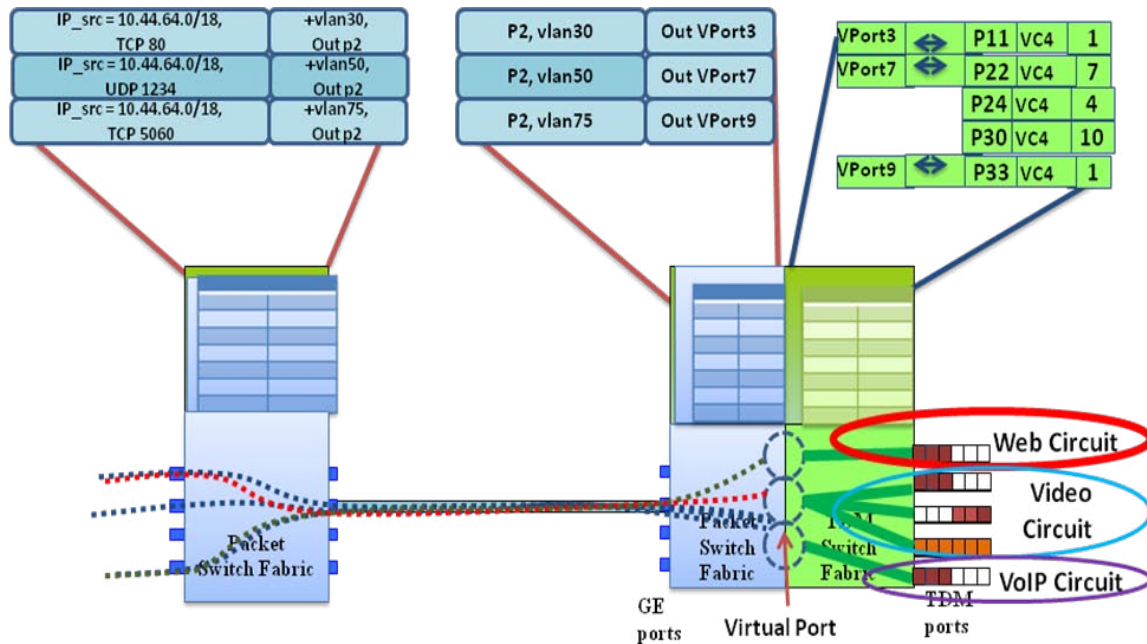 IP_src = 10.44.64.0/18,
TCP 80
+vlan30,
Out p2
IP_src = 10.44.64.0/18,
UDP 1234
+vlan50,
Out p2
IP_src = 10.44.64.0/18,
TCP 5060
+vlan75,
Out p2
P2, vlan30
Out VPort3
P2, vlan50
Out VPort7
P2, vlan75
Out VPort9
VPort3
P11 VC4 1
VPort7
P22 VC4 7
P24 VC4 4
P30 VC4 10
VPort9
P33 VC4 1
Packet
Switch Fabric
Packet
Switch
Fabric
TDM
Switch
Fabric
Web Circuit
Video
Circuit
VoIP Circuit
GE
ports
Virtual Port
TDM
ports